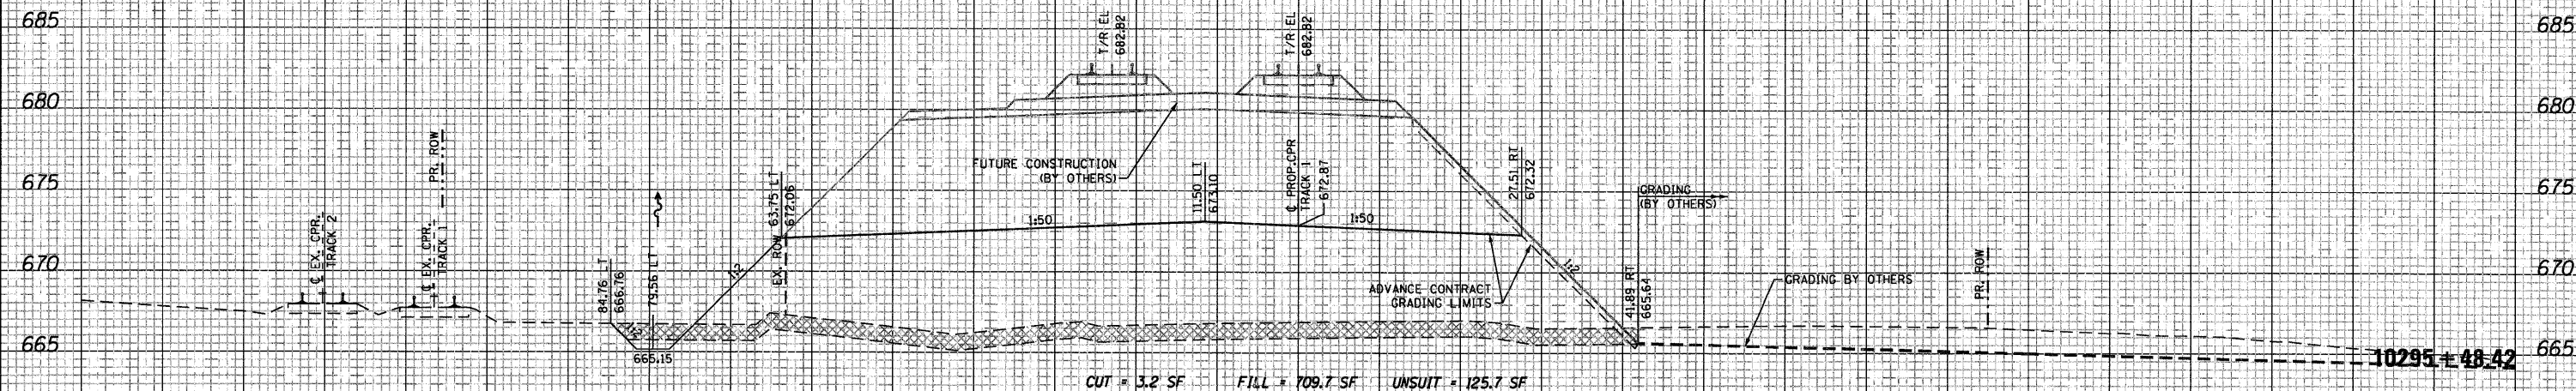 685
685
680
680
675
675
670
670
665
665
T/R EL
682.82
T/R EL
682.82
PR. ROW
℄ EX. CPR.
TRACK 2
℄ EX. CPR.
TRACK 1
84.76 LT
666.76
79.56 LT
665.15
1:2
1:2
EX. ROW
63.75 LT
672.06
FUTURE CONSTRUCTION
(BY OTHERS)
1:50
11.50 LT
673.10
℄ PROP. CPR
TRACK 1
672.87
1:50
27.51 RT
672.32
1:2
ADVANCE CONTRACT
GRADING LIMITS
41.89 RT
665.64
GRADING
(BY OTHERS)
GRADING BY OTHERS
PR. ROW
10295 + 48.42
CUT = 3.2 SF FILL = 709.7 SF UNSUIT = 125.7 SF